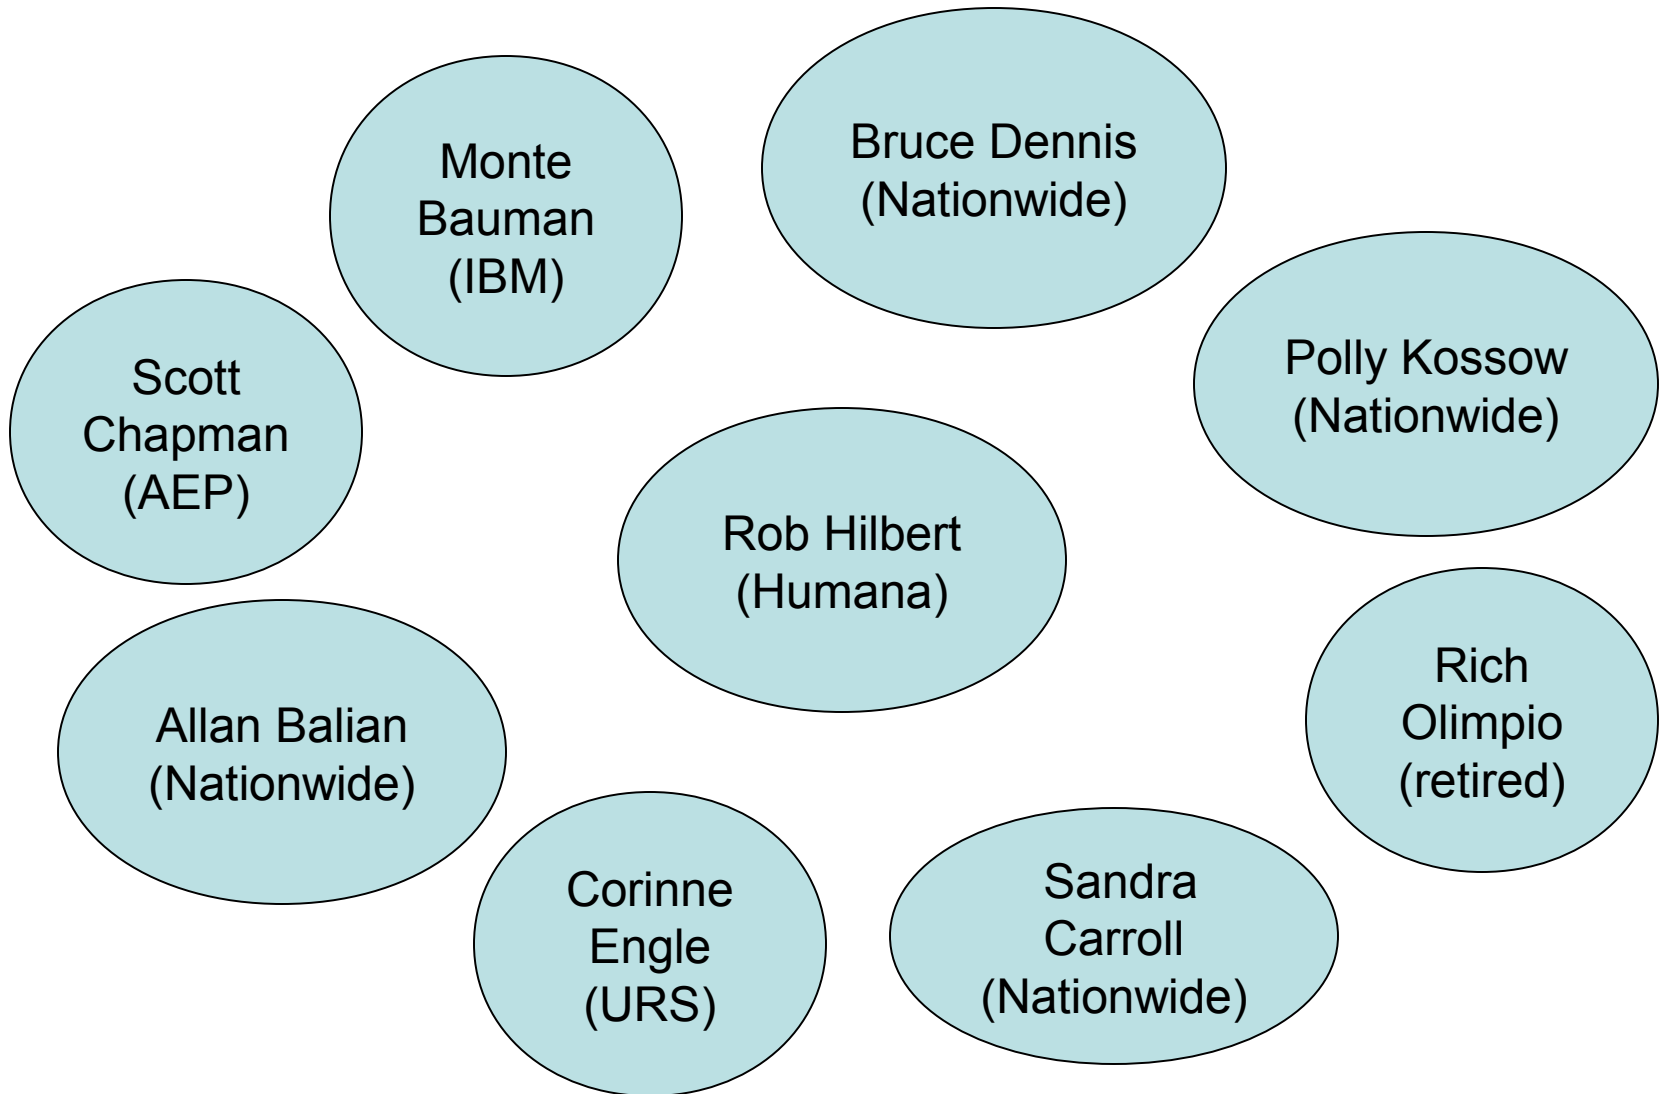 Bruce Dennis
(Nationwide)
Monte
Bauman
(IBM)
Polly Kossow
(Nationwide)
Scott
Chapman
(AEP)
Rob Hilbert
(Humana)
Rich
Olimpio
(retired)
Allan Balian
(Nationwide)
Corinne
Engle
(URS)
Sandra
Carroll
(Nationwide)